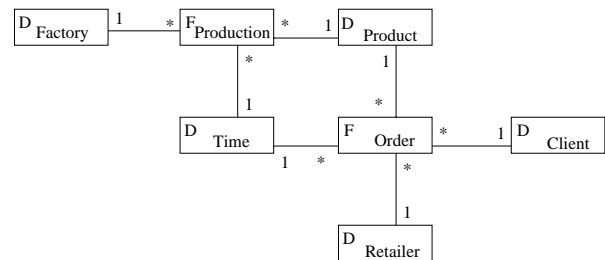 D Factory 1 * F Production * 1 D Product
* 1
1 *
D Time 1 * F Order * 1 D Client
*
1
D Retailer